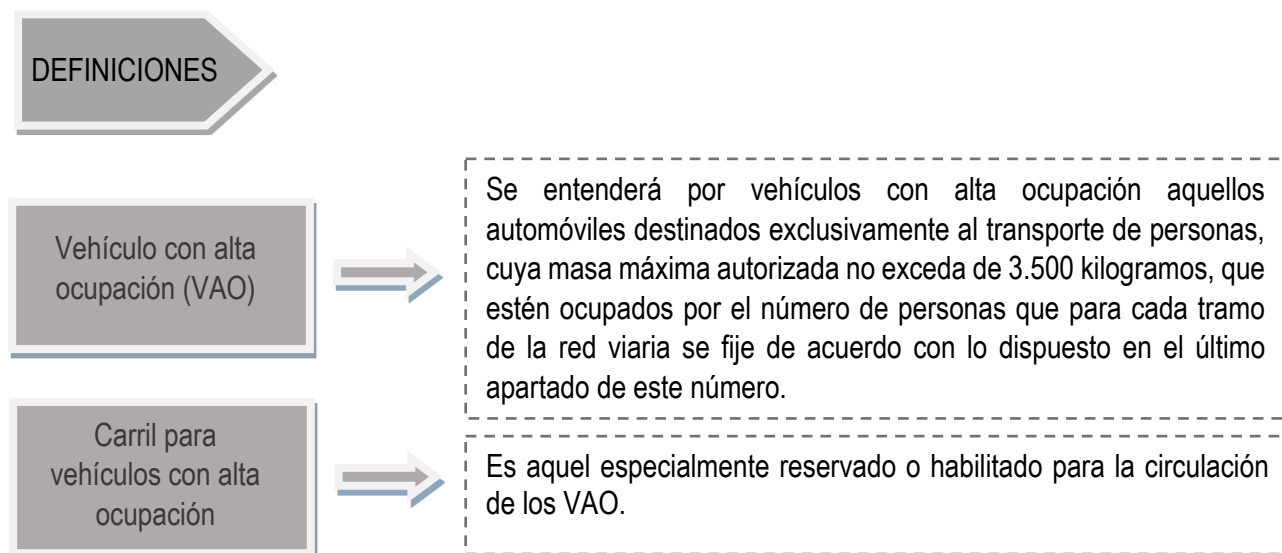 DEFINICIONES
Vehículo con alta
ocupación (VAO)
Se entenderá por vehículos con alta ocupación aquellos
automóviles destinados exclusivamente al transporte de personas,
cuya masa máxima autorizada no exceda de 3.500 kilogramos, que
estén ocupados por el número de personas que para cada tramo
de la red viaria se fije de acuerdo con lo dispuesto en el último
apartado de este número.
Carril para
vehículos con alta
ocupación
Es aquel especialmente reservado o habilitado para la circulación
de los VAO.